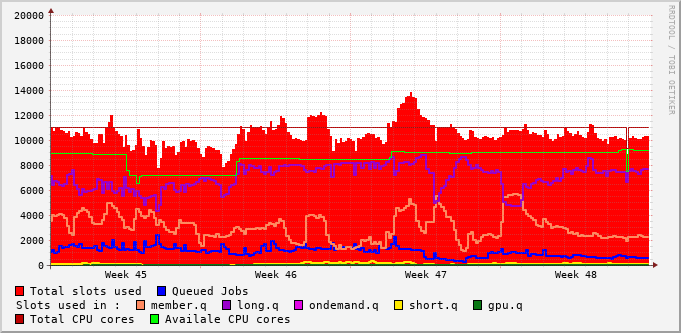 20000
18000
16000
14000
12000
10000
8000
6000
4000
2000
0
Week 45 Week 46 Week 47 Week 48
RRDTOOL / TOBI OETIKER
Total slots used Queued Jobs
Slots used in : member.q long.q ondemand.q short.q gpu.q
Total CPU cores Availale CPU cores